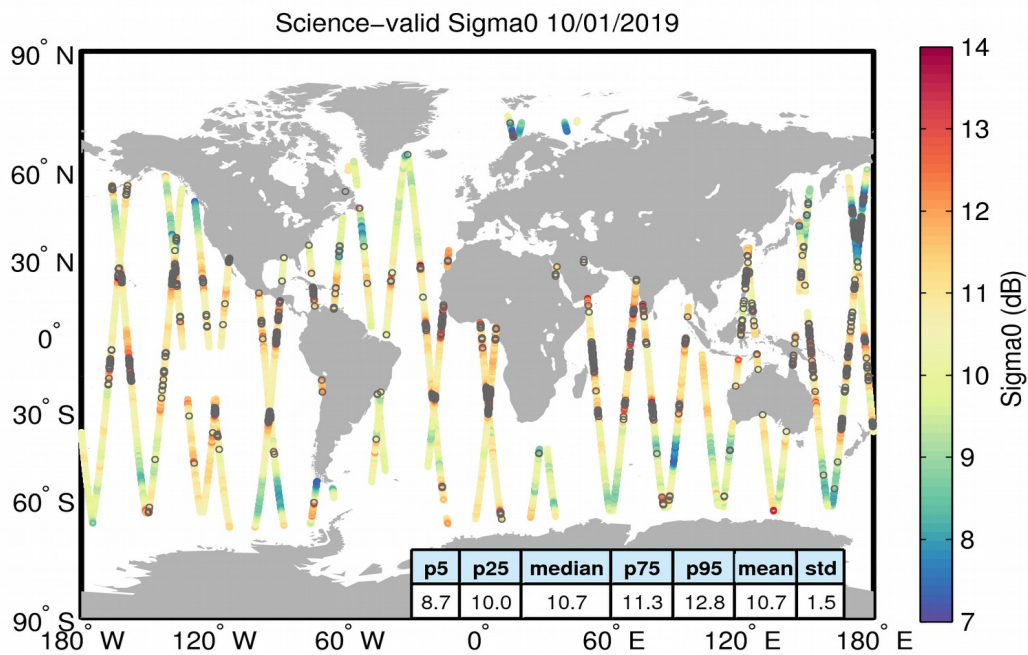 Science−valid Sigma0 10/01/2019
90° N
60° N
30° N
0°
30° S
60° S
90° S
180° W
120° W
60° W
0°
60° E
120° E
180° E
p5 p25 median p75 p95 mean std
8.7 10.0 10.7 11.3 12.8 10.7 1.5
14
13
12
11
10
9
8
7
Sigma0 (dB)